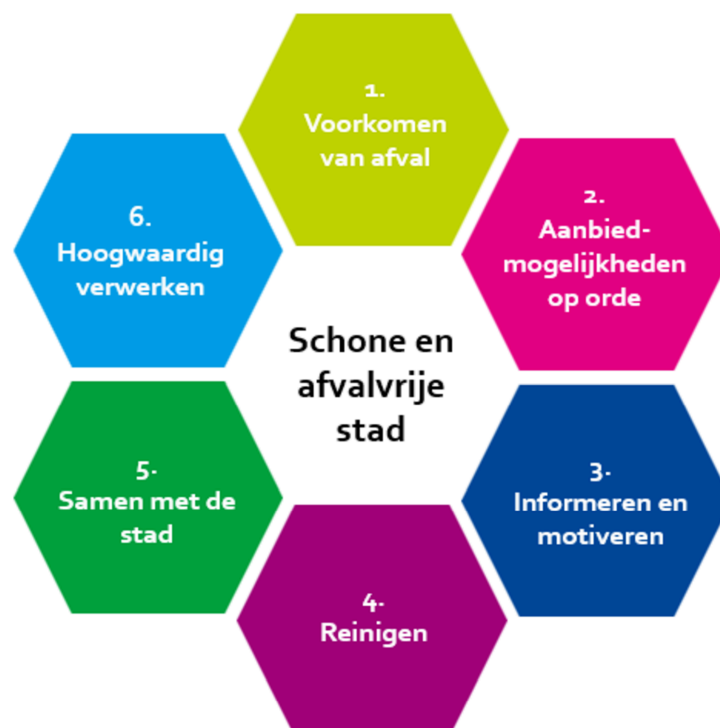 1.
Voorkomen
van afval
2.
Aanbied-
mogelijkheden
op orde
3.
Informeren en
motiveren
4.
Reinigen
5.
Samen met de
stad
6.
Hoogwaardig
verwerken
Schone en
afvalvrije
stad